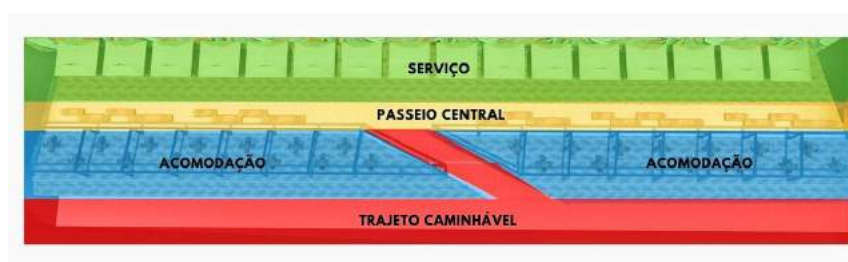 SERVIÇO
PASSEIO CENTRAL
ACOMODAÇÃO ACOMODAÇÃO
TRAJETO CAMINHÁVEL